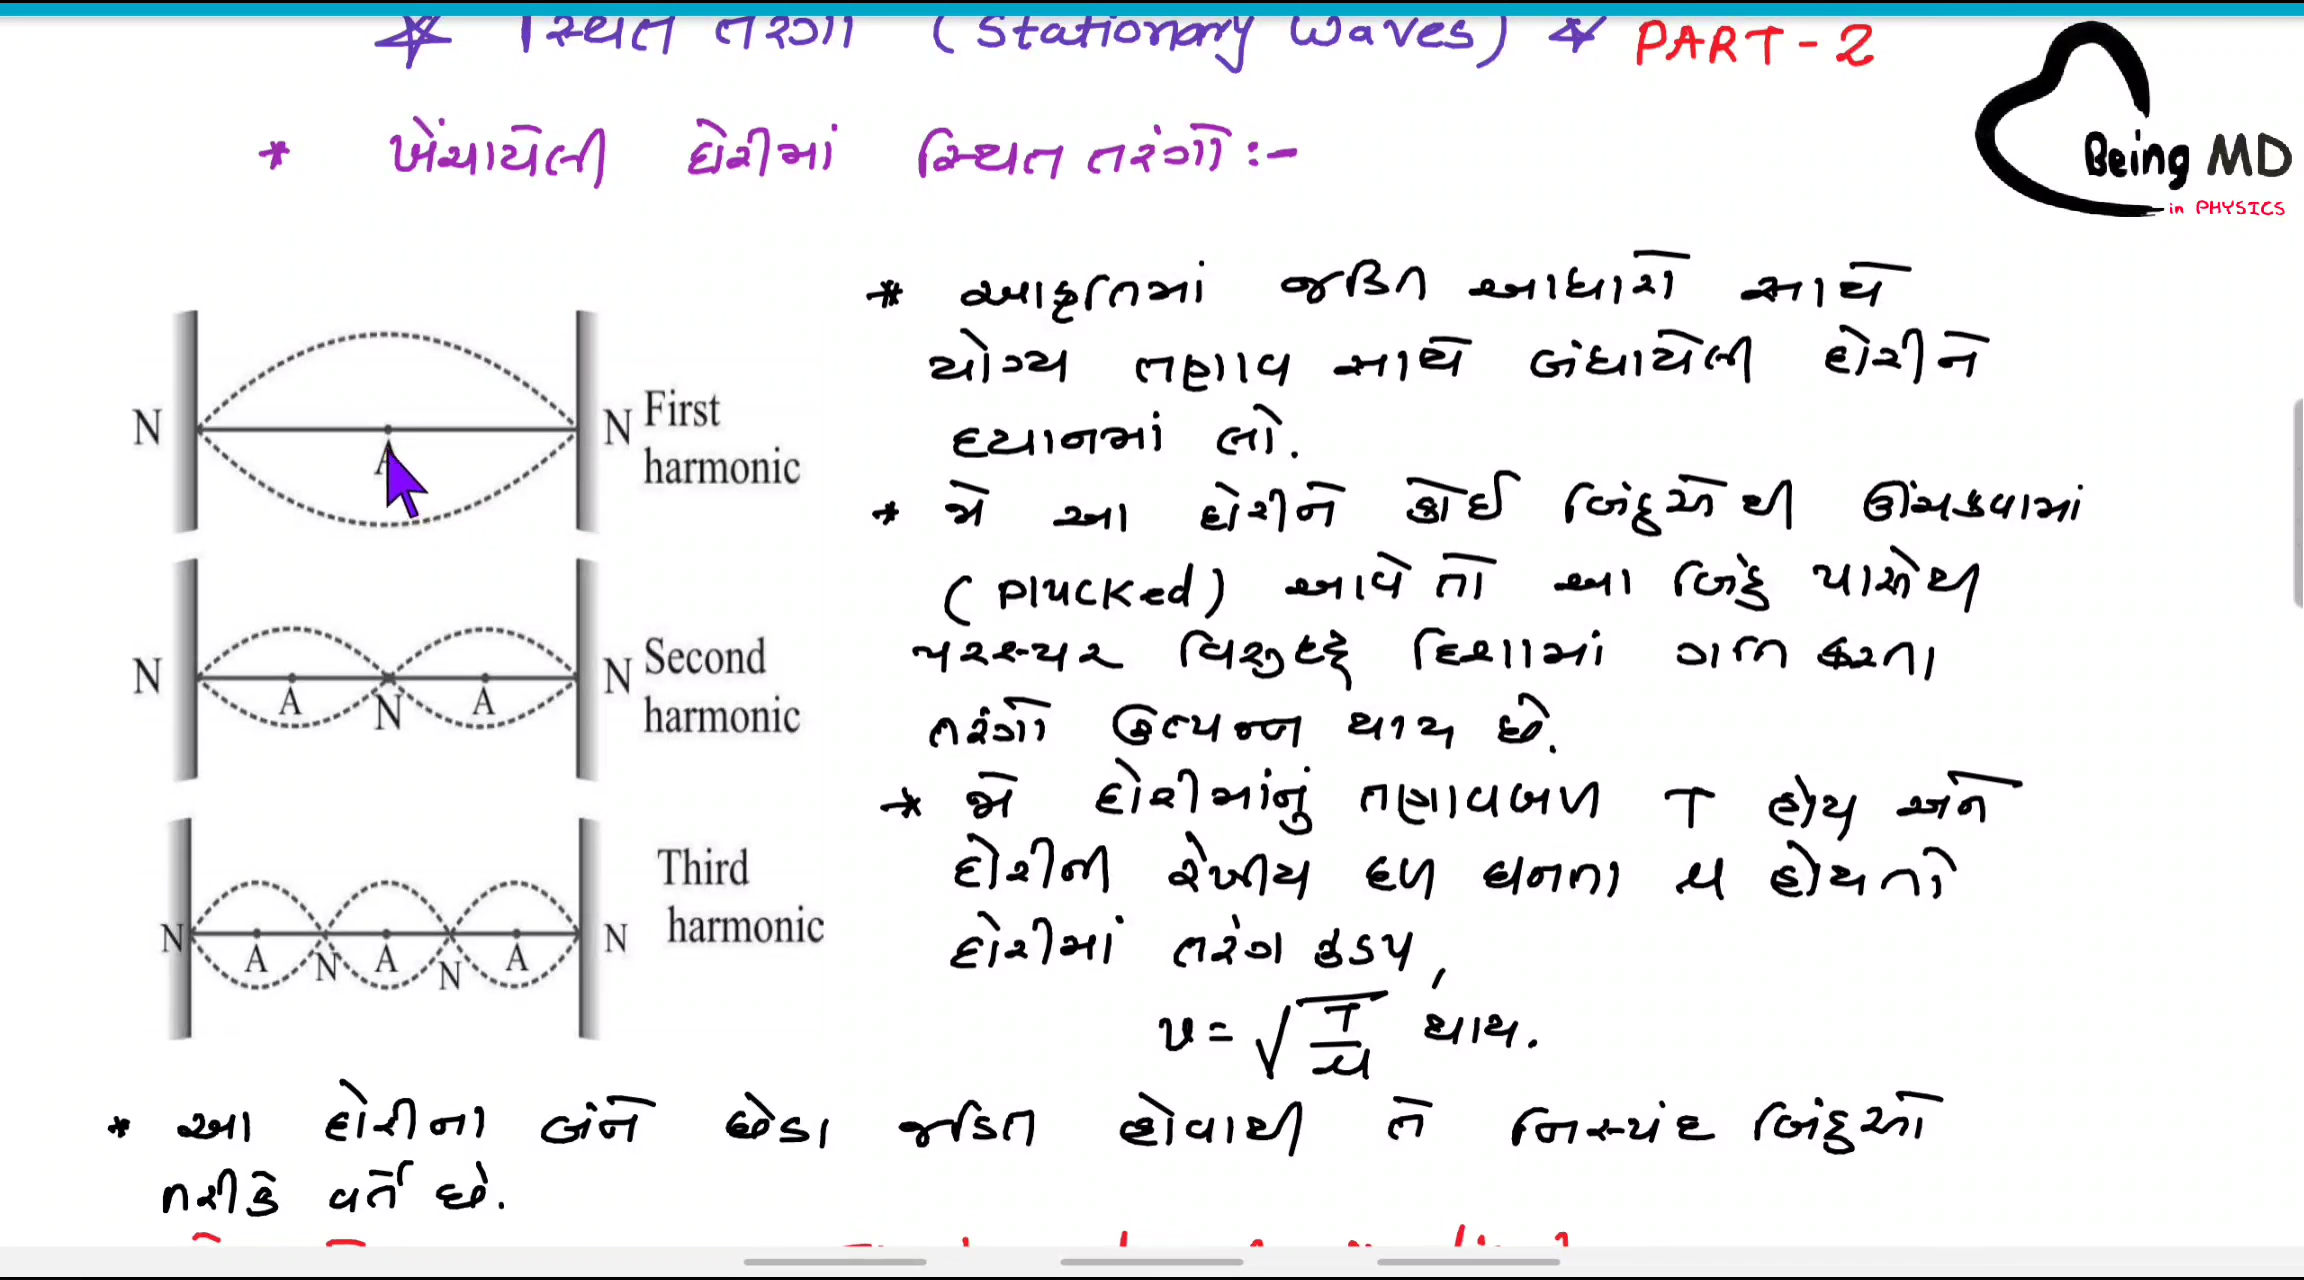 * સ્થિત તરંગો (Stationary Waves) * PART-2
* ખેંચાયેલી દોરીમાં સ્થિત તરંગો :-
Being MD
in PHYSICS
* આકૃતિમાં જડિત આધારો સાથે
યોગ્ય તણાવ સાથે બંધાયેલી દોરીને
ધ્યાનમાં લો.
* જો આ દોરીને કોઈ બિંદુએથી ઊંચકવામાં
(plucked) આવે તો આ બિંદુ પાસેથી
પરસ્પર વિરુદ્ધ દિશામાં ગતિ કરતા
તરંગો ઉત્પન્ન થાય છે.
* જો દોરીમાંનું તણાવબળ T હોય અને
દોરીની રેખીય દળ ઘનતા μ હોય તો
દોરીમાં તરંગ ઝડપ,
v = √(T/μ) થાય.
N A N First
harmonic
N A N A N Second
harmonic
N A N A N A N Third
harmonic
* આ દોરીના બંને છેડા જડિત હોવાથી તે નિસ્પંદ બિંદુઓ
તરીકે વર્તે છે.